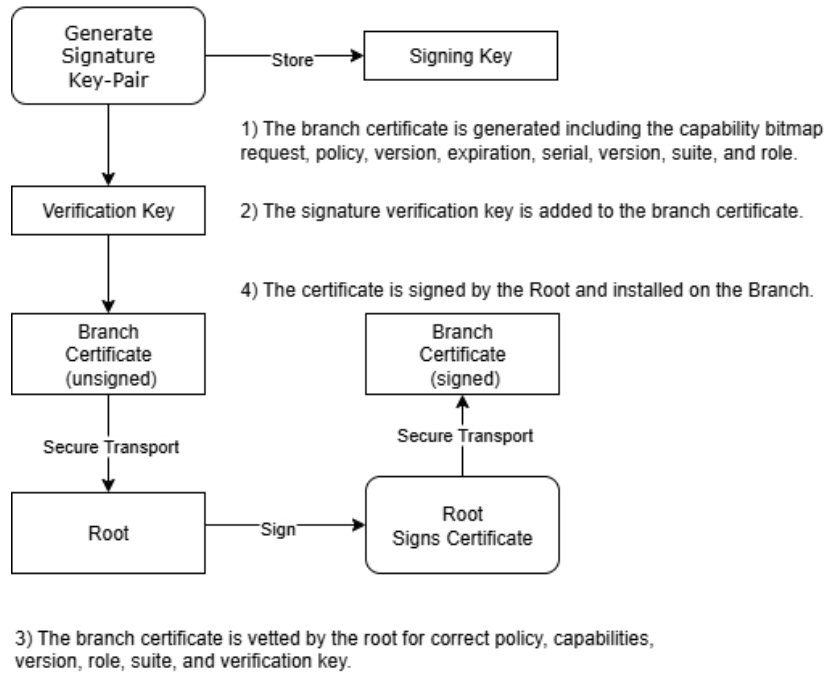 Generate
Signature
Key-Pair
Store
Signing Key
1) The branch certificate is generated including the capability bitmap
request, policy, version, expiration, serial, version, suite, and role.
Verification Key
2) The signature verification key is added to the branch certificate.
4) The certificate is signed by the Root and installed on the Branch.
Branch
Certificate
(unsigned)
Branch
Certificate
(signed)
Secure Transport
Secure Transport
Root
Sign
Root
Signs Certificate
3) The branch certificate is vetted by the root for correct policy, capabilities,
version, role, suite, and verification key.